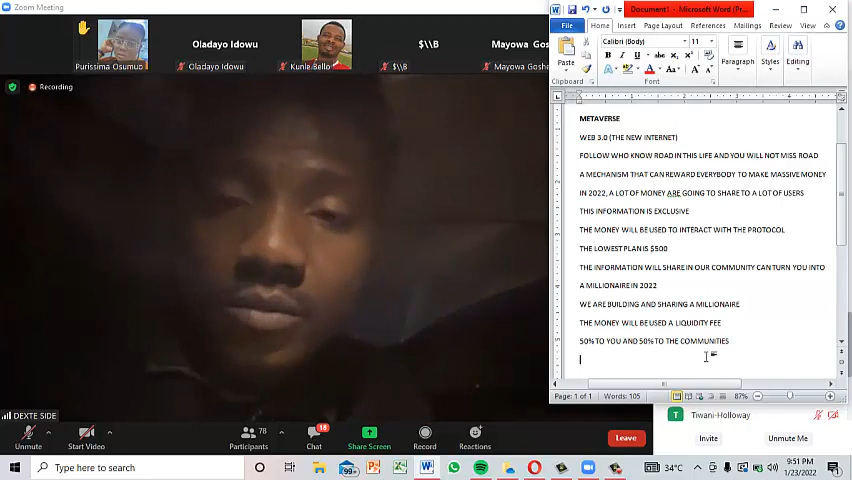 Zoom Meeting
Document1 - Microsoft Word (Pr...
File Home Insert Page Layout References Mailings Review View
Calibri (Body) 11
Paste
Clipboard Font Paragraph Styles Editing
Oladayo Idowu
$\\B
Mayowa Goshe
Purissima Osumuo Oladayo Idowu Kunle Bello $\\B Mayowa Goshe
Recording
METAVERSE
WEB 3.0 (THE NEW INTERNET)
FOLLOW WHO KNOW ROAD IN THIS LIFE AND YOU WILL NOT MISS ROAD
A MECHANISM THAT CAN REWARD EVERYBODY TO MAKE MASSIVE MONEY
IN 2022, A LOT OF MONEY ARE GOING TO SHARE TO A LOT OF USERS
THIS INFORMATION IS EXCLUSIVE
THE MONEY WILL BE USED TO INTERACT WITH THE PROTOCOL
THE LOWEST PLAN IS $500
THE INFORMATION WILL SHARE IN OUR COMMUNITY CAN TURN YOU INTO
A MILLIONAIRE IN 2022
WE ARE BUILDING AND SHARING A MILLIONAIRE
THE MONEY WILL BE USED A LIQUIDITY FEE
50% TO YOU AND 50% TO THE COMMUNITIES
Page: 1 of 1 Words: 105 87%
DEXTE SIDE
T Tiwani-Holloway
Invite Unmute Me
Unmute Start Video Participants 78 Chat 18 Share Screen Record Reactions Leave
Type here to search
99+
34°C
9:51 PM
1/23/2022